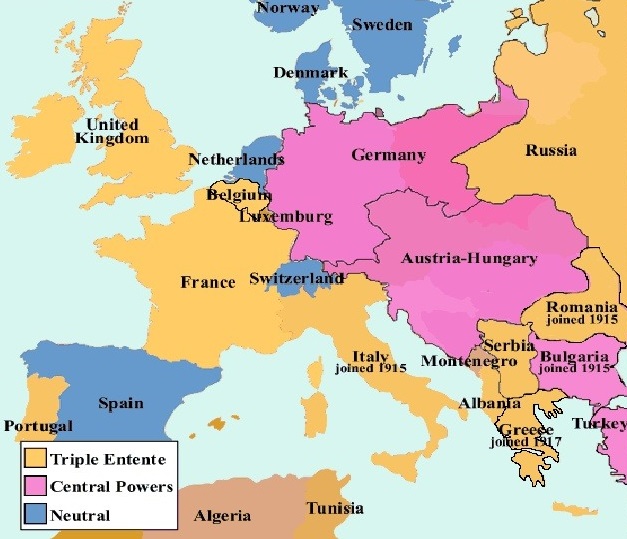 Norway
Sweden
Denmark
United
Kingdom
Netherlands
Germany
Russia
Belgium
Luxemburg
Austria-Hungary
France
Switzerland
Romania
joined 1915
Serbia
Italy
joined 1915
Montenegro
Bulgaria
joined 1915
Spain
Albania
Portugal
Greece
joined 1917
Turkey
Triple Entente
Central Powers
Neutral
Algeria
Tunisia